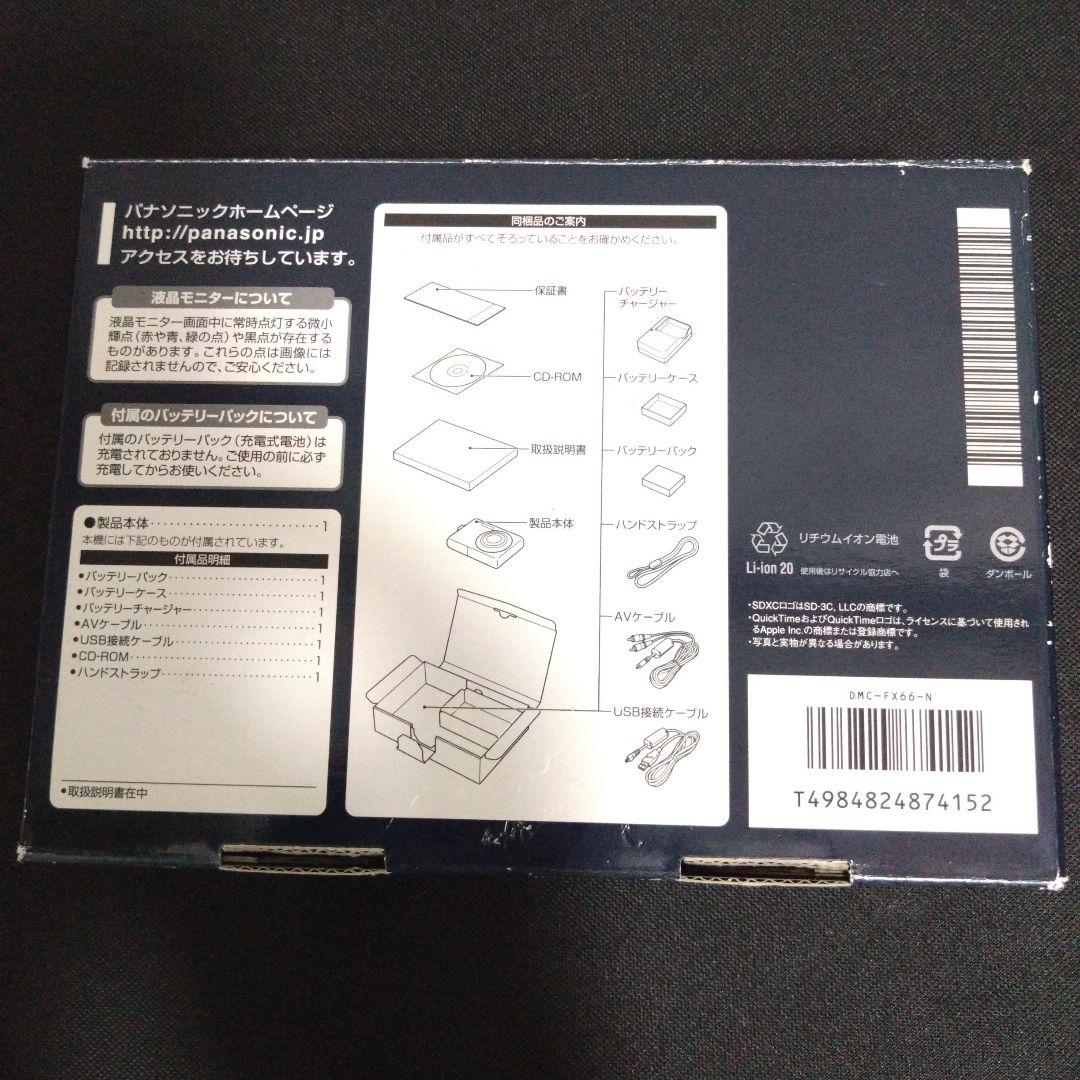 パナソニックホームページ
http://panasonic.jp
アクセスをお待ちしています。
液晶モニターについて
液晶モニター画面中に常時点灯する微小
輝点(赤や青、緑の点)や黒点が存在する
ものがあります。これらの点は画像には
記録されませんので、ご安心ください。
付属のバッテリーパックについて
付属のバッテリーパック(充電式電池)は
充電されておりません。ご使用の前に必ず
充電してからお使いください。
●製品本体‥‥‥‥‥‥‥‥‥‥1
本機には下記のものが付属されています。
付属品明細
•バッテリーパック‥‥‥‥‥‥‥‥1
•バッテリーケース‥‥‥‥‥‥‥‥1
•バッテリーチャージャー‥‥‥‥‥‥1
•AVケーブル‥‥‥‥‥‥‥‥‥1
•USB接続ケーブル‥‥‥‥‥‥‥1
•CD-ROM‥‥‥‥‥‥‥‥‥‥1
•ハンドストラップ‥‥‥‥‥‥‥‥1
•取扱説明書在中
同梱品のご案内
付属品がすべてそろっていることをお確かめください。
保証書
CD-ROM
取扱説明書
製品本体
バッテリー
チャージャー
バッテリーケース
バッテリーパック
ハンドストラップ
AVケーブル
USB接続ケーブル
リチウムイオン電池
Li-ion 20 使用後はリサイクル協力店へ
プラ
袋
ダンボール
•SDXCロゴはSD-3C, LLCの商標です。
•QuickTimeおよびQuickTimeロゴは、ライセンスに基づいて使用され
るApple Inc.の商標または登録商標です。
•写真と実物が異なる場合があります。
DMC-FX66-N
T4984824874152